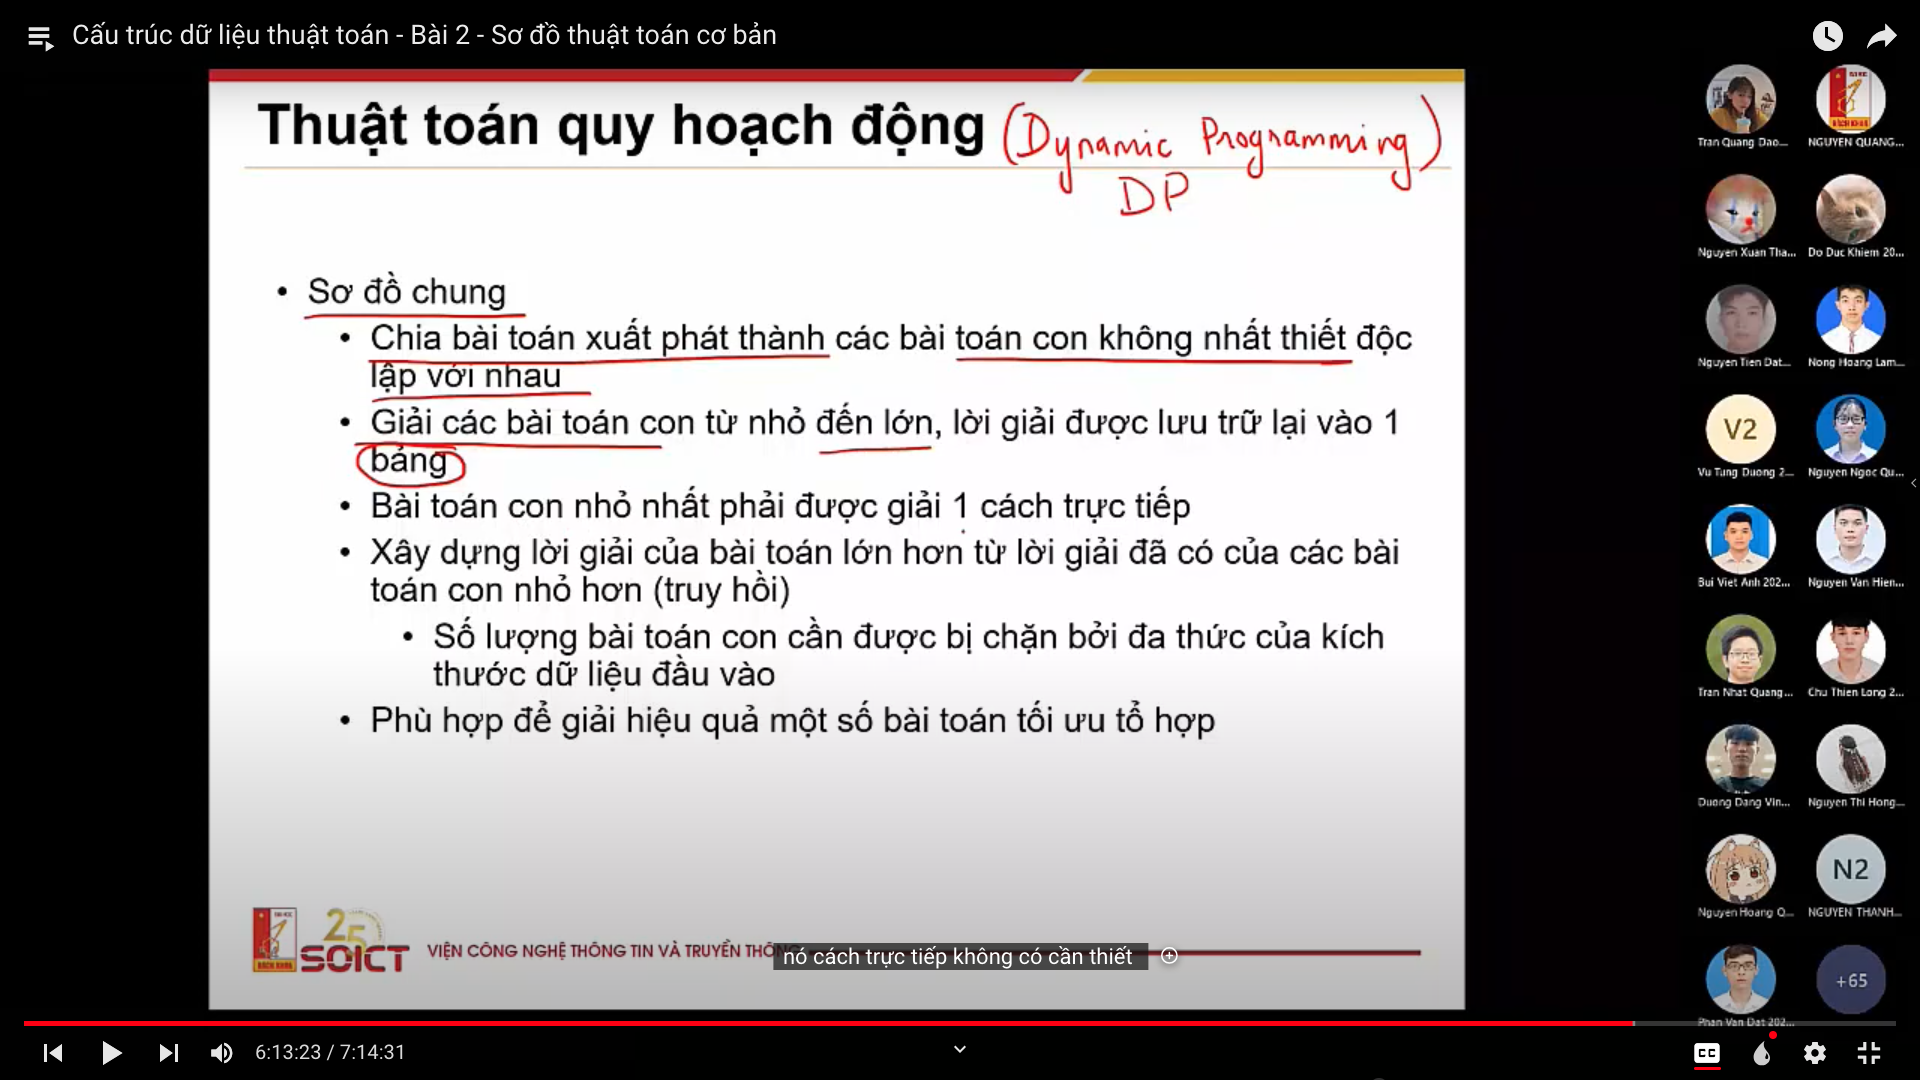 Cấu trúc dữ liệu thuật toán - Bài 2 - Sơ đồ thuật toán cơ bản
Thuật toán quy hoạch động (Dynamic Programming)
DP
• Sơ đồ chung
• Chia bài toán xuất phát thành các bài toán con không nhất thiết độc
lập với nhau
• Giải các bài toán con từ nhỏ đến lớn, lời giải được lưu trữ lại vào 1
bảng
• Bài toán con nhỏ nhất phải được giải 1 cách trực tiếp
• Xây dựng lời giải của bài toán lớn hơn từ lời giải đã có của các bài
toán con nhỏ hơn (truy hồi)
• Số lượng bài toán con cần được bị chặn bởi đa thức của kích
thước dữ liệu đầu vào
• Phù hợp để giải hiệu quả một số bài toán tối ưu tổ hợp
25
BÁCH KHOA
SOICT
VIỆN CÔNG NGHỆ THÔNG TIN VÀ TRUYỀN THÔNG
nó cách trực tiếp không có cần thiết
Tran Quang Dao... NGUYEN QUANG...
Nguyen Xuan Tha... Do Duc Khiem 20...
Nguyen Tien Dat... Nong Hoang Lam...
V2
Vu Tung Duong 2... Nguyen Ngoc Qu...
Bui Viet Anh 202... Nguyen Van Hien...
Tran Nhat Quang... Chu Thien Long 2...
Duong Dang Vin... Nguyen Thi Hong...
N2
Nguyen Hoang Q... NGUYEN THANH...
+65
Phan Van Dat 202...
6:13:23 / 7:14:31
CC